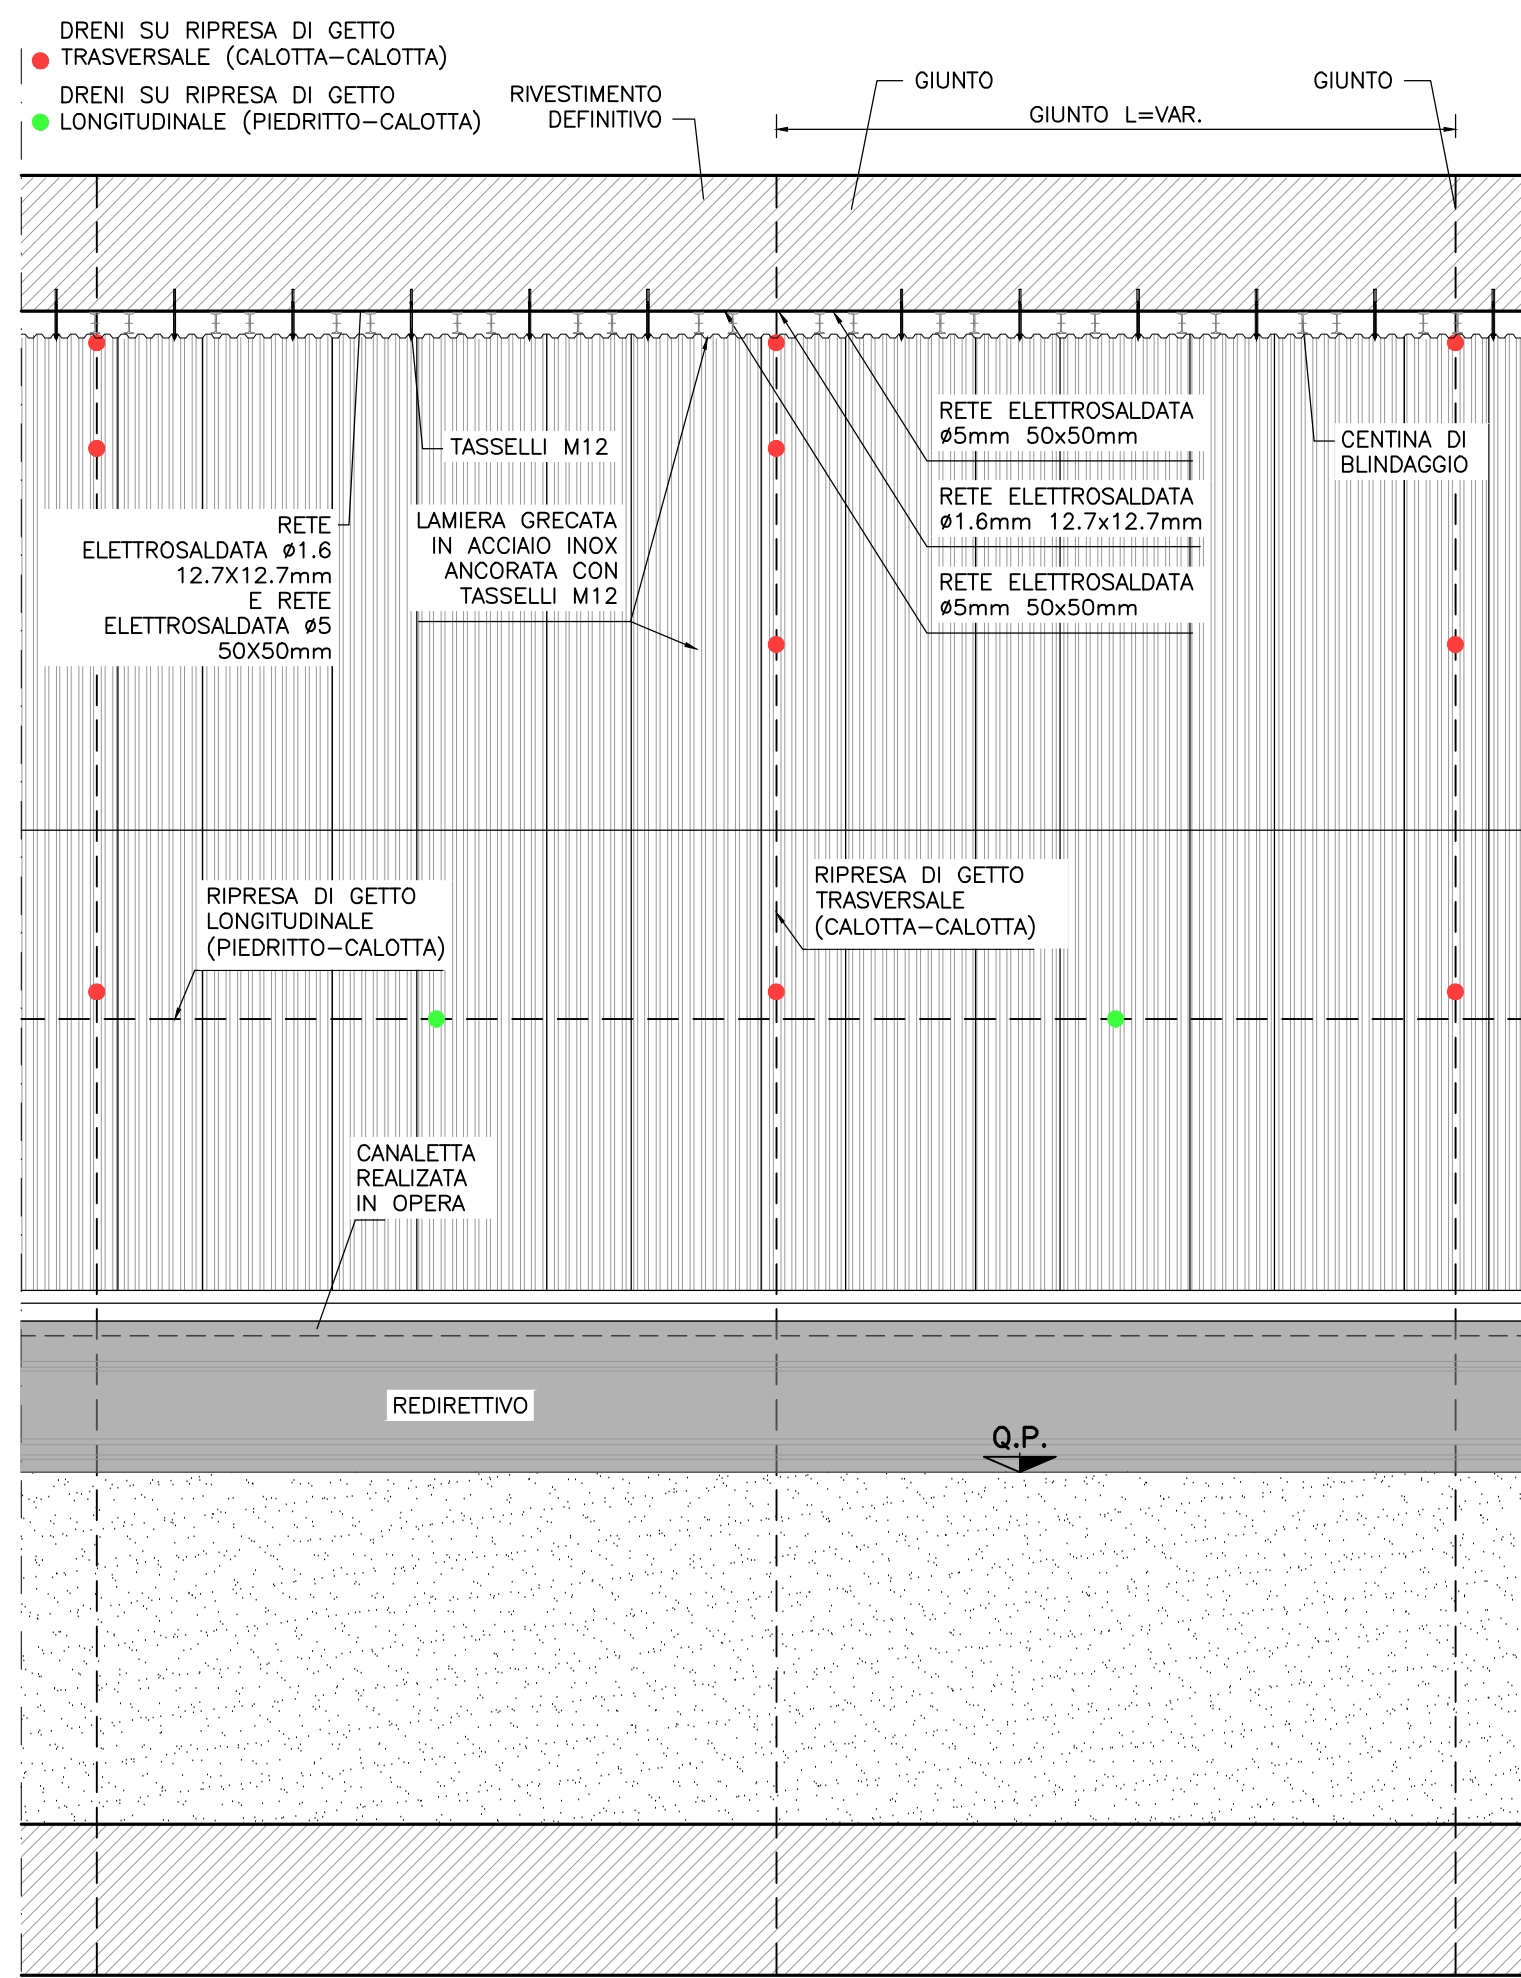 DRENI SU RIPRESA DI GETTO
TRASVERSALE (CALOTTA-CALOTTA)
DRENI SU RIPRESA DI GETTO
LONGITUDINALE (PIEDRITTO-CALOTTA)
RIVESTIMENTO
DEFINITIVO
GIUNTO
GIUNTO
GIUNTO L=VAR.
TASSELLI M12
RETE
ELETTROSALDATA ø1.6
12.7X12.7mm
E RETE
ELETTROSALDATA ø5
50X50mm
LAMIERA GRECATA
IN ACCIAIO INOX
ANCORATA CON
TASSELLI M12
RETE ELETTROSALDATA
ø5mm 50x50mm
RETE ELETTROSALDATA
ø1.6mm 12.7x12.7mm
RETE ELETTROSALDATA
ø5mm 50x50mm
CENTINA DI
BLINDAGGIO
RIPRESA DI GETTO
LONGITUDINALE
(PIEDRITTO-CALOTTA)
RIPRESA DI GETTO
TRASVERSALE
(CALOTTA-CALOTTA)
CANALETTA
REALIZATA
IN OPERA
REDIRETTIVO
Q.P.